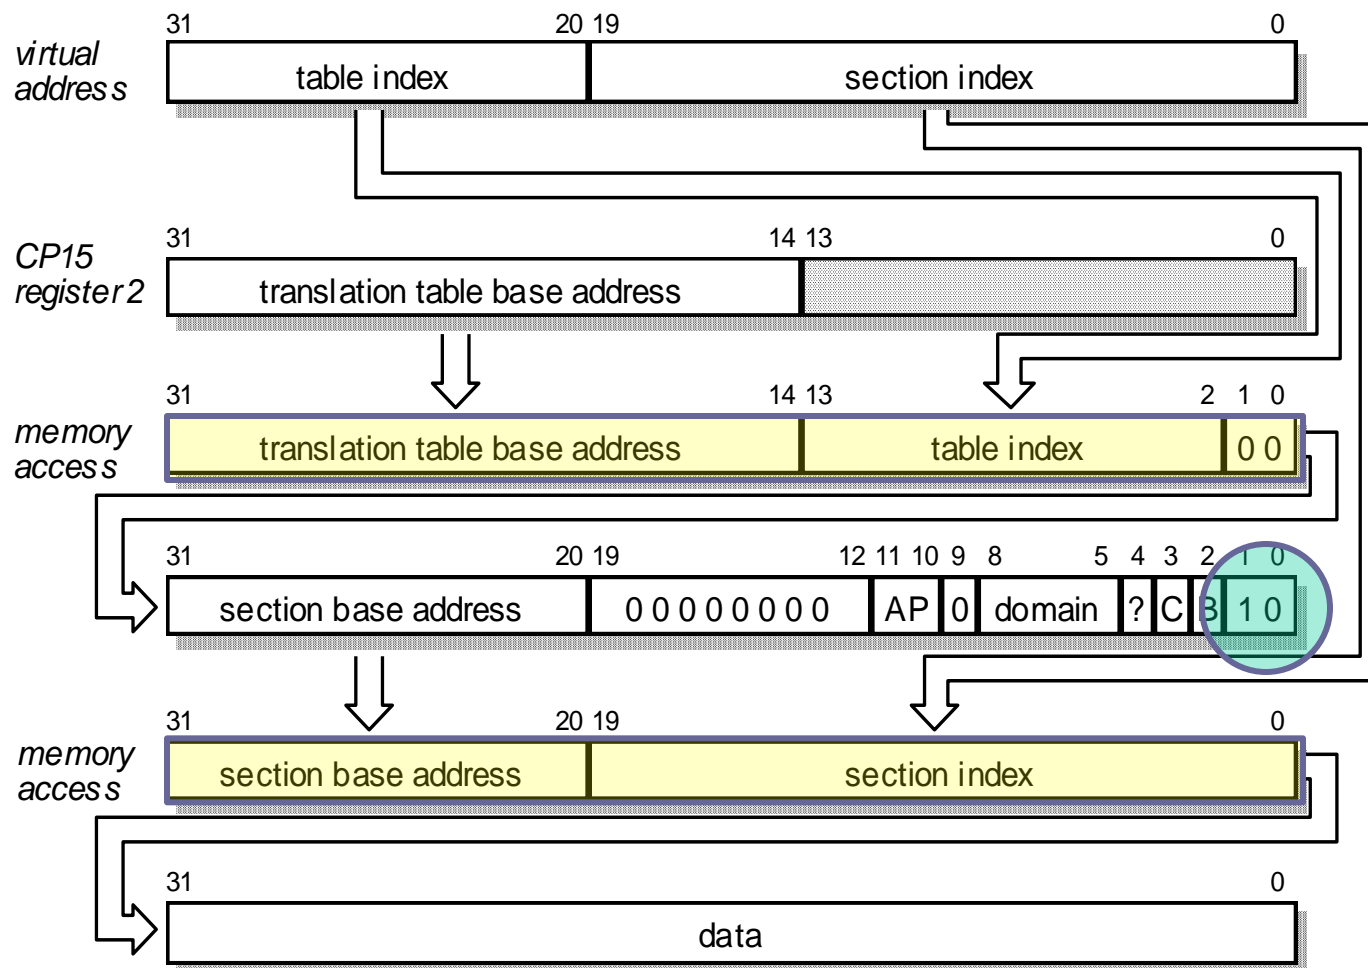 31 20 19 0
virtual address
table index section index
31 14 13 0
CP15 register 2
translation table base address
31 14 13 2 1 0
memory access
translation table base address table index 0 0
31 20 19 12 11 10 9 8 5 4 3 2 1 0
section base address 0 0 0 0 0 0 0 0 AP 0 domain ? C B 1 0
31 20 19 0
memory access
section base address section index
31 0
data